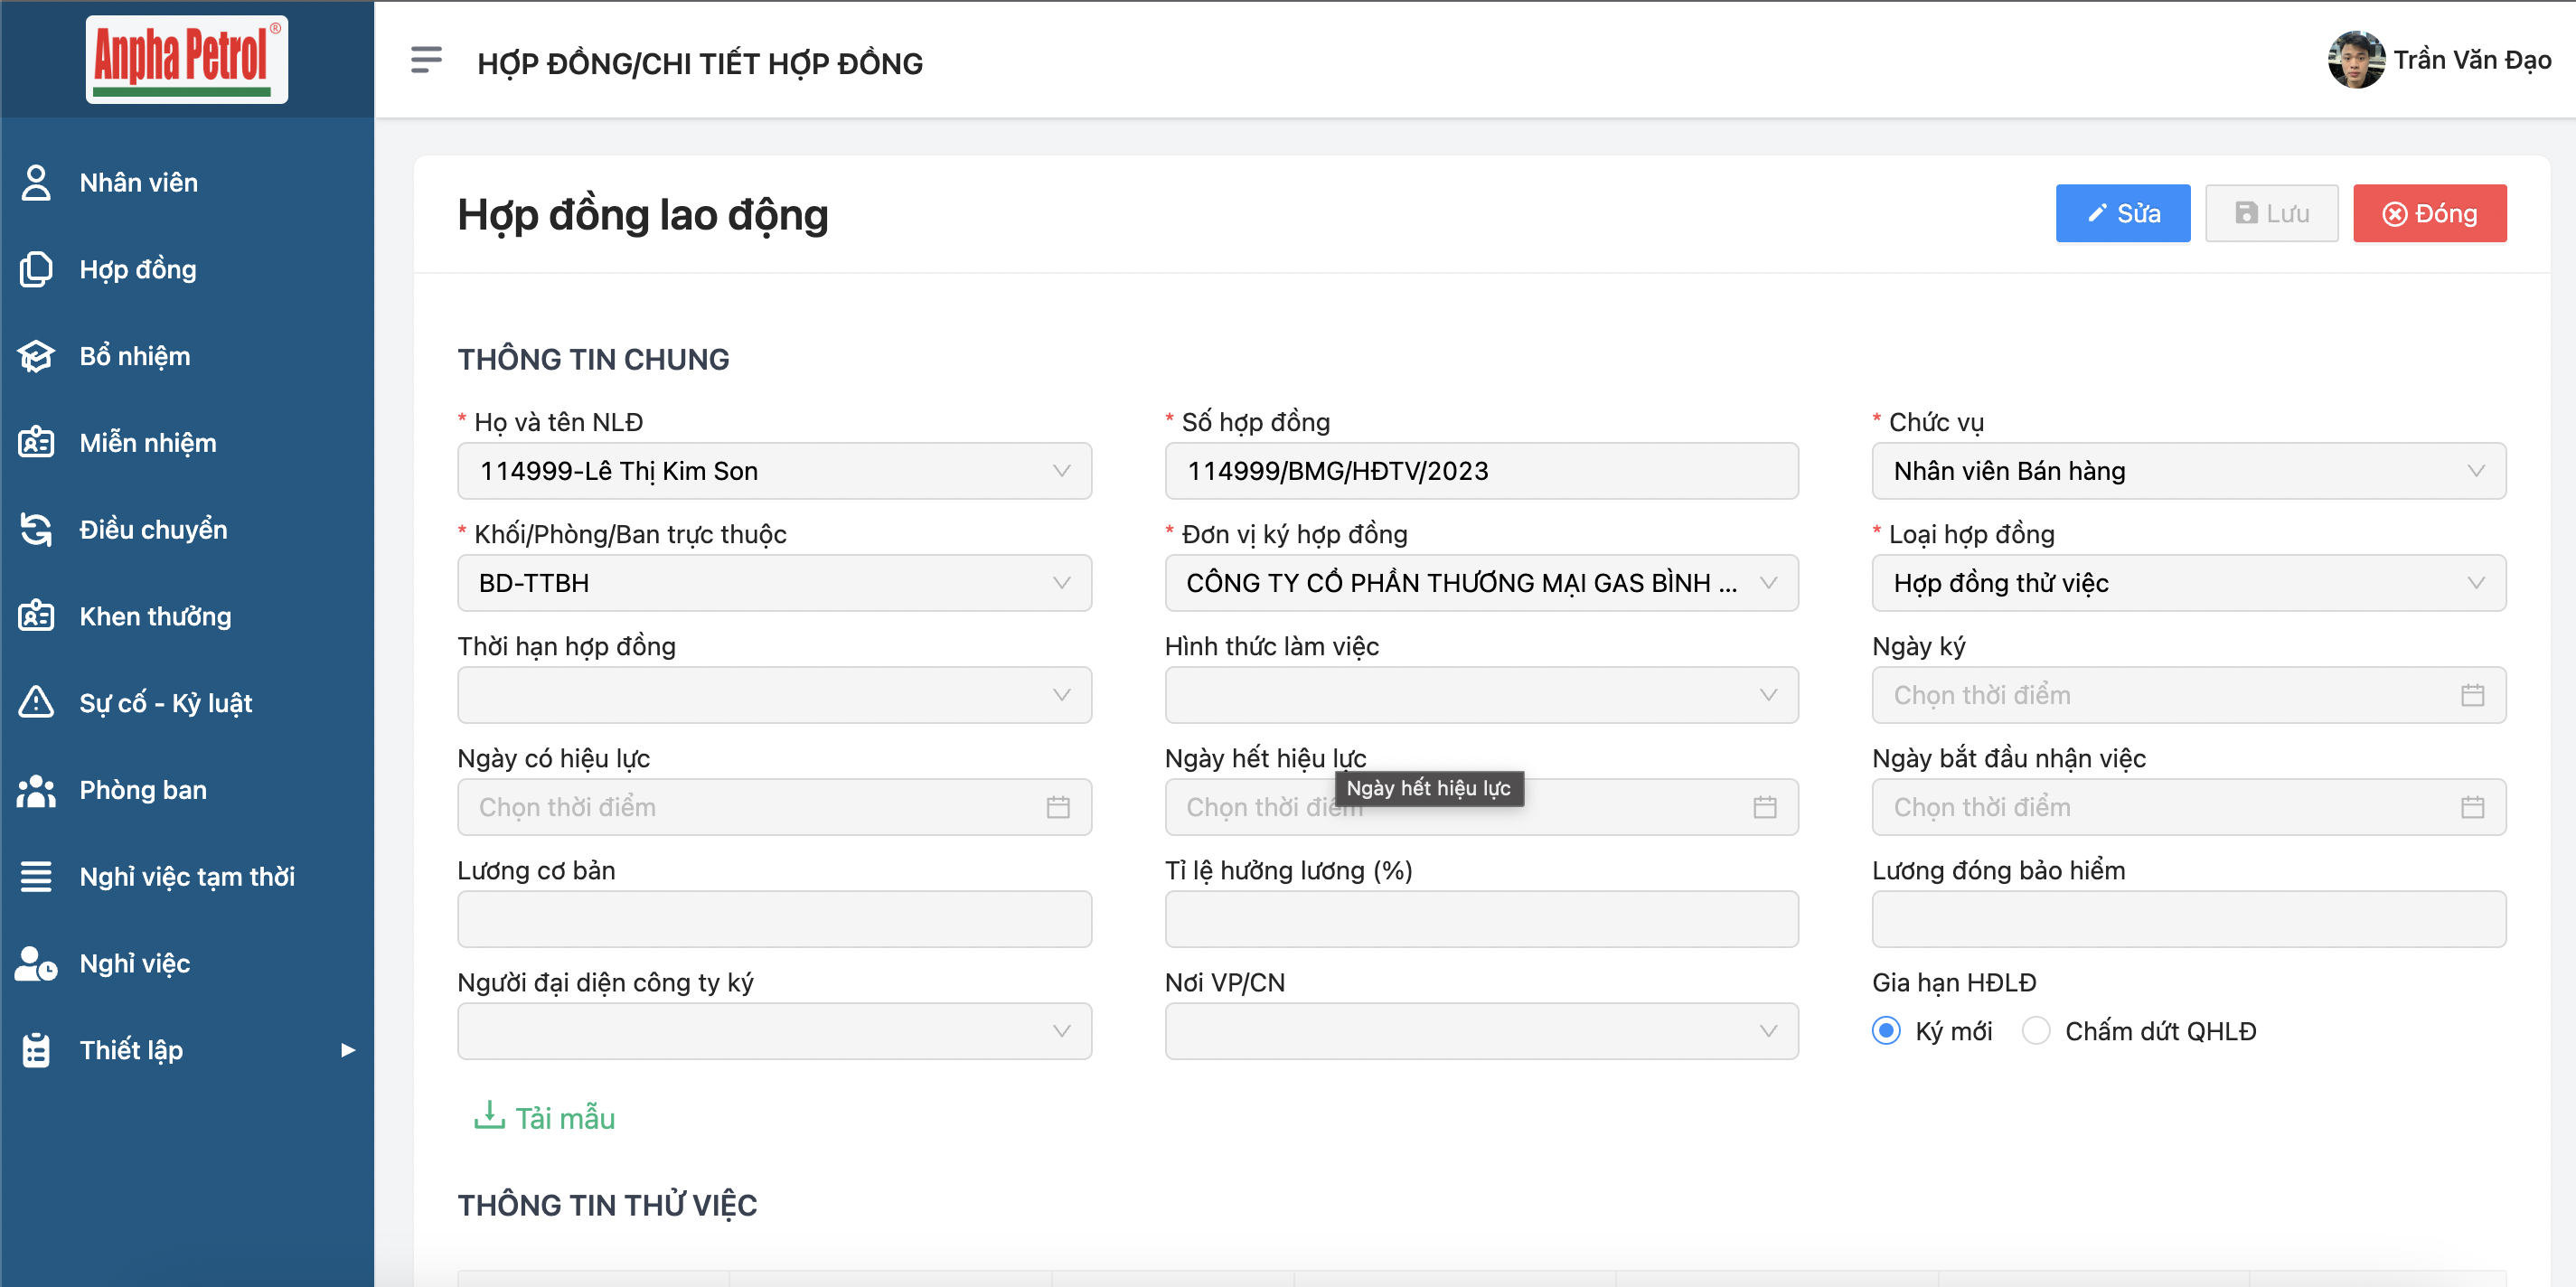 Anpha Petrol®
HỢP ĐỒNG/CHI TIẾT HỢP ĐỒNG
Trần Văn Đạo
Nhân viên
Hợp đồng
Bổ nhiệm
Miễn nhiệm
Điều chuyển
Khen thưởng
Sự cố - Kỷ luật
Phòng ban
Nghỉ việc tạm thời
Nghỉ việc
Thiết lập
Hợp đồng lao động
Sửa
Lưu
Đóng
THÔNG TIN CHUNG
* Họ và tên NLĐ
114999-Lê Thị Kim Son
* Số hợp đồng
114999/BMG/HĐTV/2023
* Chức vụ
Nhân viên Bán hàng
* Khối/Phòng/Ban trực thuộc
BD-TTBH
* Đơn vị ký hợp đồng
CÔNG TY CỔ PHẦN THƯƠNG MẠI GAS BÌNH ...
* Loại hợp đồng
Hợp đồng thử việc
Thời hạn hợp đồng
Hình thức làm việc
Ngày ký
Chọn thời điểm
Ngày có hiệu lực
Chọn thời điểm
Ngày hết hiệu lực
Ngày hết hiệu lực
Chọn thời điểm
Ngày bắt đầu nhận việc
Chọn thời điểm
Lương cơ bản
Tỉ lệ hưởng lương (%)
Lương đóng bảo hiểm
Người đại diện công ty ký
Nơi VP/CN
Gia hạn HĐLĐ
Ký mới
Chấm dứt QHLĐ
Tải mẫu
THÔNG TIN THỬ VIỆC